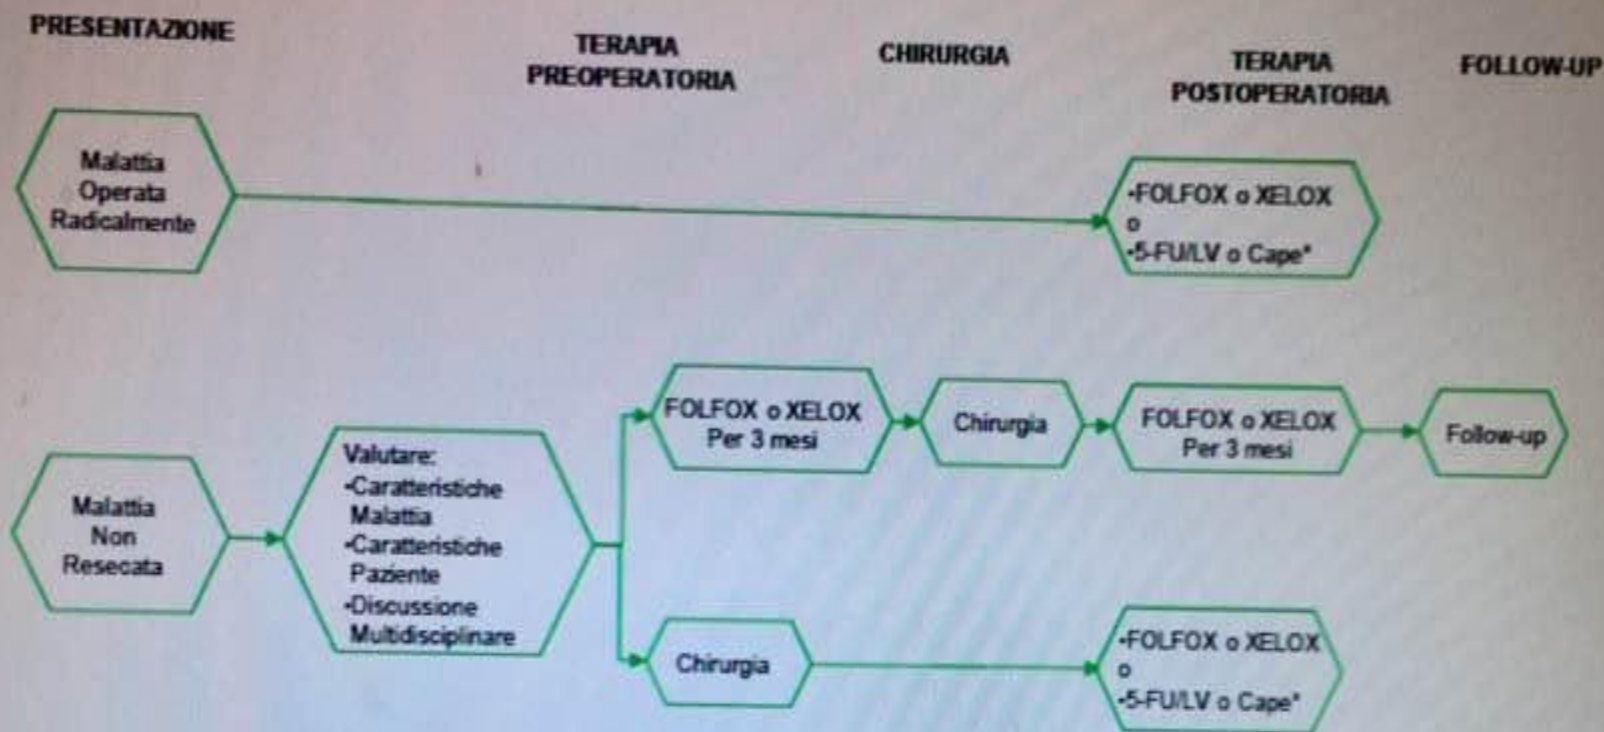 PRESENTAZIONE
TERAPIA
PREOPERATORIA
CHIRURGIA
TERAPIA
POSTOPERATORIA
FOLLOW-UP
Malattia
Operata
Radicalmente
-FOLFOX o XELOX
o
-5-FU/LV o Cape*
Malattia
Non
Resecata
Valutare:
-Caratteristiche
Malattia
-Caratteristiche
Paziente
-Discussione
Multidisciplinare
FOLFOX o XELOX
Per 3 mesi
Chirurgia
FOLFOX o XELOX
Per 3 mesi
Follow-up
Chirurgia
-FOLFOX o XELOX
o
-5-FU/LV o Cape*